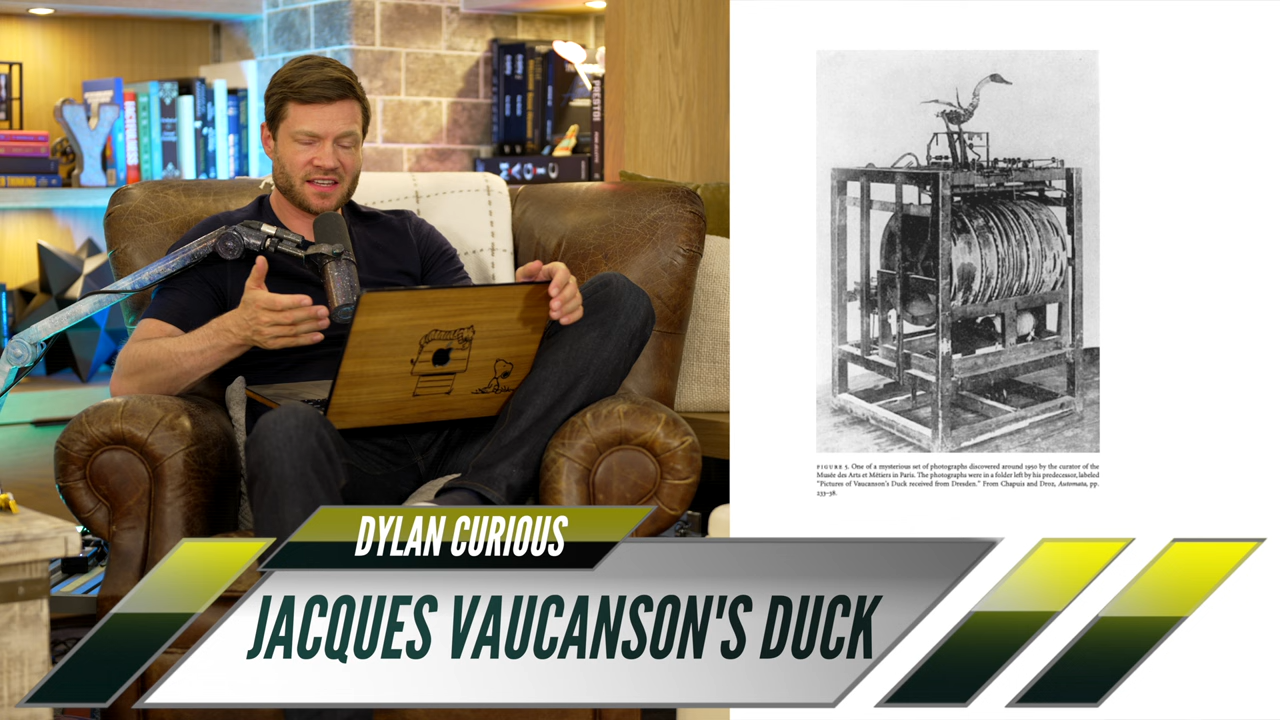 PRESTO!
MAGIC
FIGURE 5. One of a mysterious set of photographs discovered around 1950 by the curator of the
Musée des Arts et Métiers in Paris. The photographs were in a folder left by his predecessor, labeled
"Pictures of Vaucanson's Duck received from Dresden." From Chapuis and Droz, Automata, pp.
233–38.
DYLAN CURIOUS
JACQUES VAUCANSON'S DUCK